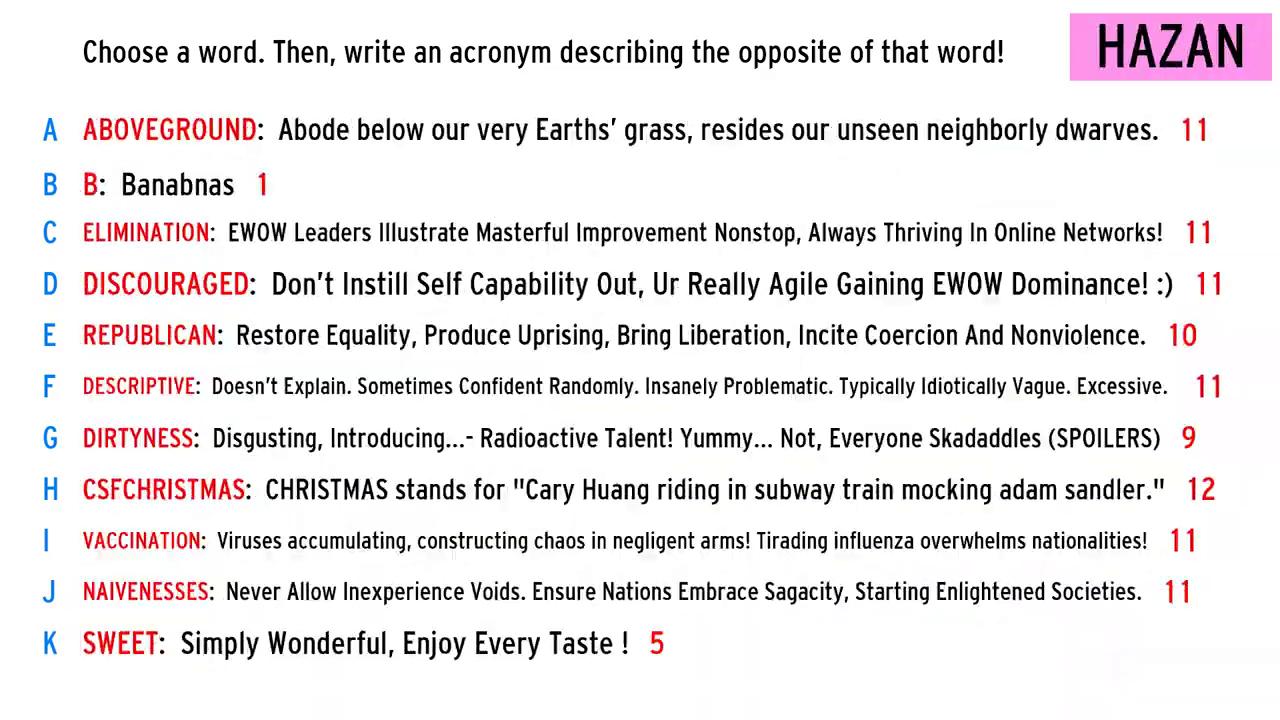 Choose a word. Then, write an acronym describing the opposite of that word!
HAZAN
A ABOVEGROUND: Abode below our very Earths’ grass, resides our unseen neighborly dwarves. 11
B B: Banabnas 1
C ELIMINATION: EWOW Leaders Illustrate Masterful Improvement Nonstop, Always Thriving In Online Networks! 11
D DISCOURAGED: Don’t Instill Self Capability Out, Ur Really Agile Gaining EWOW Dominance! :) 11
E REPUBLICAN: Restore Equality, Produce Uprising, Bring Liberation, Incite Coercion And Nonviolence. 10
F DESCRIPTIVE: Doesn’t Explain. Sometimes Confident Randomly. Insanely Problematic. Typically Idiotically Vague. Excessive. 11
G DIRTYNESS: Disgusting, Introducing...- Radioactive Talent! Yummy... Not, Everyone Skadaddles (SPOILERS) 9
H CSFCHRISTMAS: CHRISTMAS stands for "Cary Huang riding in subway train mocking adam sandler." 12
I VACCINATION: Viruses accumulating, constructing chaos in negligent arms! Tirading influenza overwhelms nationalities! 11
J NAIVENESSES: Never Allow Inexperience Voids. Ensure Nations Embrace Sagacity, Starting Enlightened Societies. 11
K SWEET: Simply Wonderful, Enjoy Every Taste ! 5